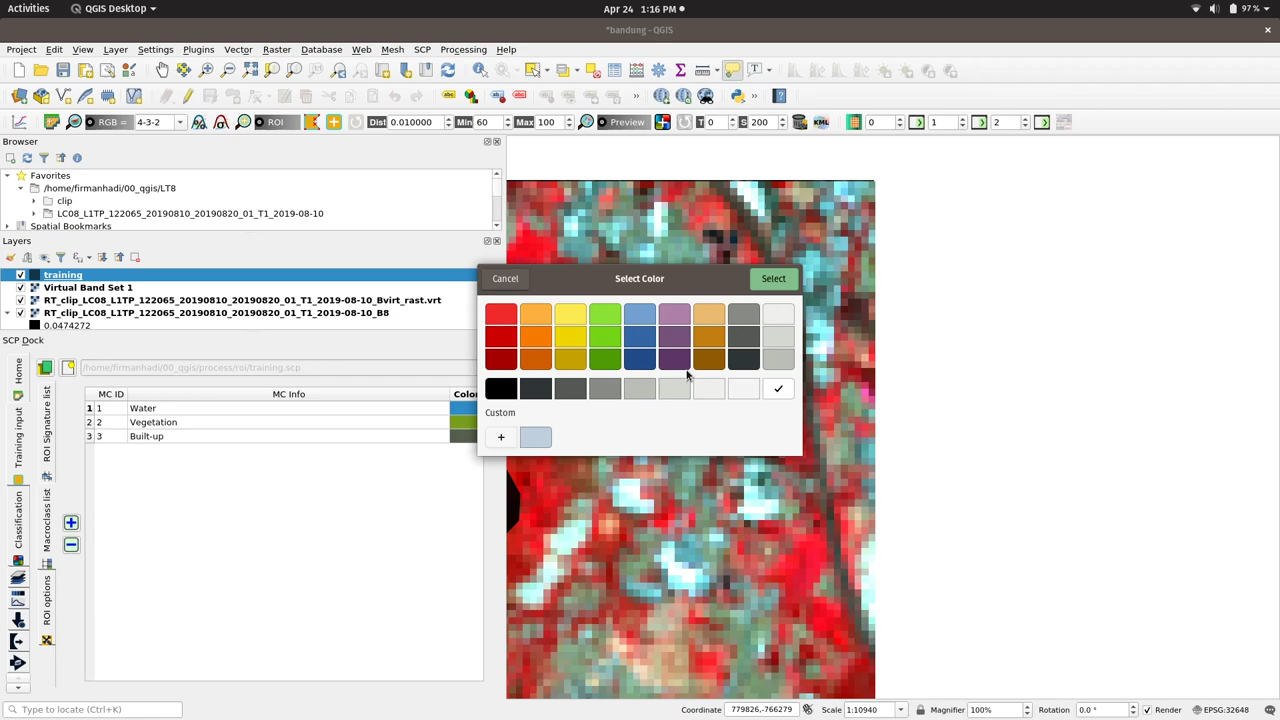 Activities QGIS Desktop Apr 24 1:16 PM 97 %
*bandung - QGIS
Project Edit View Layer Settings Plugins Vector Raster Database Web Mesh SCP Processing Help
RGB = 4-3-2 ROI Dist 0.010000 Min 60 Max 100 Preview T 0 S 200 KML 0 1 2
Browser
Favorites
/home/firmanhadi/00_qgis/LT8
clip
LC08_L1TP_122065_20190810_20190820_01_T1_2019-08-10
Spatial Bookmarks
Layers
training
Virtual Band Set 1
RT_clip_LC08_L1TP_122065_20190810_20190820_01_T1_2019-08-10_Bvirt_rast.vrt
RT_clip_LC08_L1TP_122065_20190810_20190820_01_T1_2019-08-10_B8
0.0474272
SCP Dock
Home
Training input
Classification
ROI Signature list
Macroclass list
ROI options
/home/firmanhadi/00_qgis/process/roi/training.scp
MC ID MC Info Color
1 1 Water
2 2 Vegetation
3 3 Built-up
Cancel Select Color Select
Custom
+
Type to locate (Ctrl+K) Coordinate 779826,-766279 Scale 1:10940 Magnifier 100% Rotation 0.0 ° Render EPSG:32648